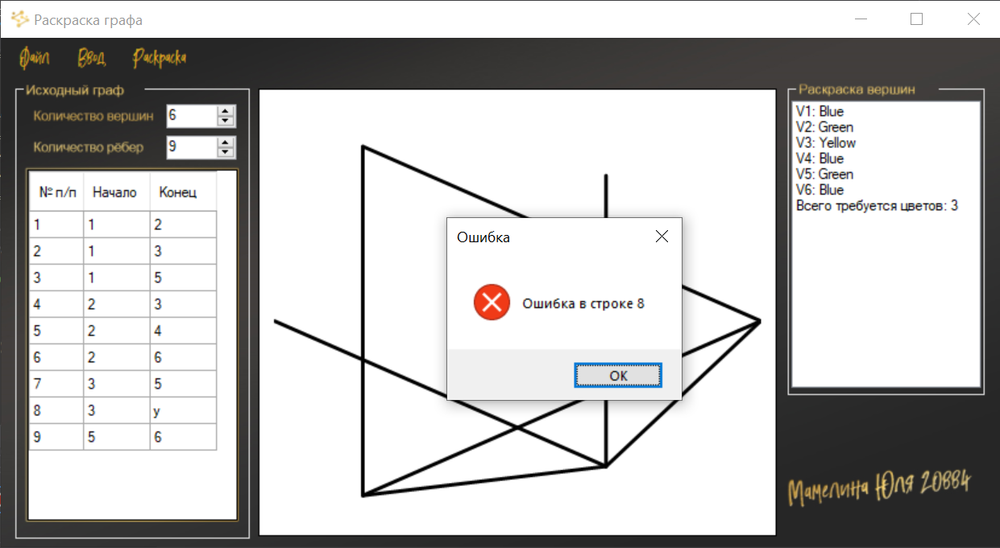 Раскраска графа
Файл Ввод Раскраска
Исходный граф
Количество вершин 6
Количество рёбер 9
№ п/п Начало Конец
1 1 2
2 1 3
3 1 5
4 2 3
5 2 4
6 2 6
7 3 5
8 3 у
9 5 6
Ошибка
Ошибка в строке 8
ОК
Раскраска вершин
V1: Blue
V2: Green
V3: Yellow
V4: Blue
V5: Green
V6: Blue
Всего требуется цветов: 3
Мамелина Юля 20884